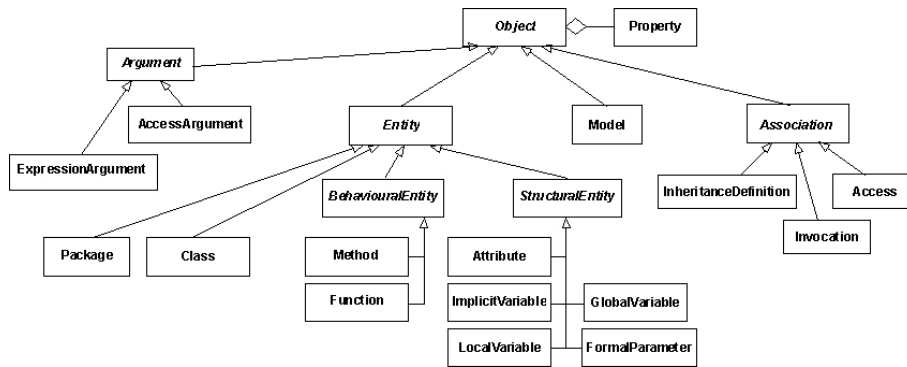 Object
Property
Argument
AccessArgument
Entity
Model
Association
ExpressionArgument
BehaviouralEntity
StructuralEntity
InheritanceDefinition
Access
Package
Class
Method
Attribute
Invocation
Function
ImplicitVariable
GlobalVariable
LocalVariable
FormalParameter